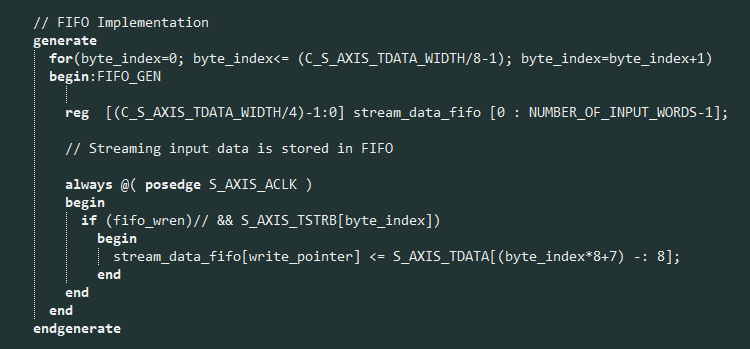 // FIFO Implementation
generate
for(byte_index=0; byte_index<= (C_S_AXIS_TDATA_WIDTH/8-1); byte_index=byte_index+1)
begin:FIFO_GEN
reg  [(C_S_AXIS_TDATA_WIDTH/4)-1:0] stream_data_fifo [0 : NUMBER_OF_INPUT_WORDS-1];
// Streaming input data is stored in FIFO
always @( posedge S_AXIS_ACLK )
begin
if (fifo_wren)// && S_AXIS_TSTRB[byte_index])
begin
stream_data_fifo[write_pointer] <= S_AXIS_TDATA[(byte_index*8+7) -: 8];
end
end
end
endgenerate